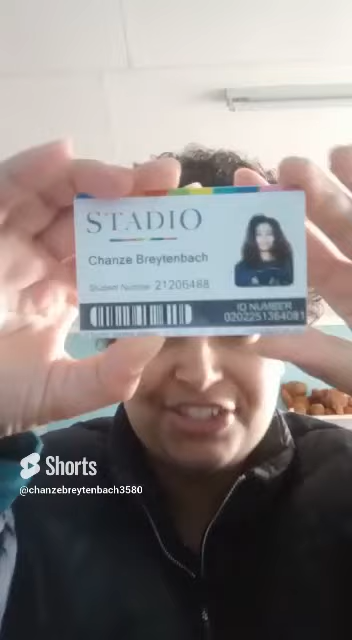 STADIO
Chanze Breytenbach
Student Number 21206488
ID NUMBER
0202251364081
Shorts
@chanzebreytenbach3580